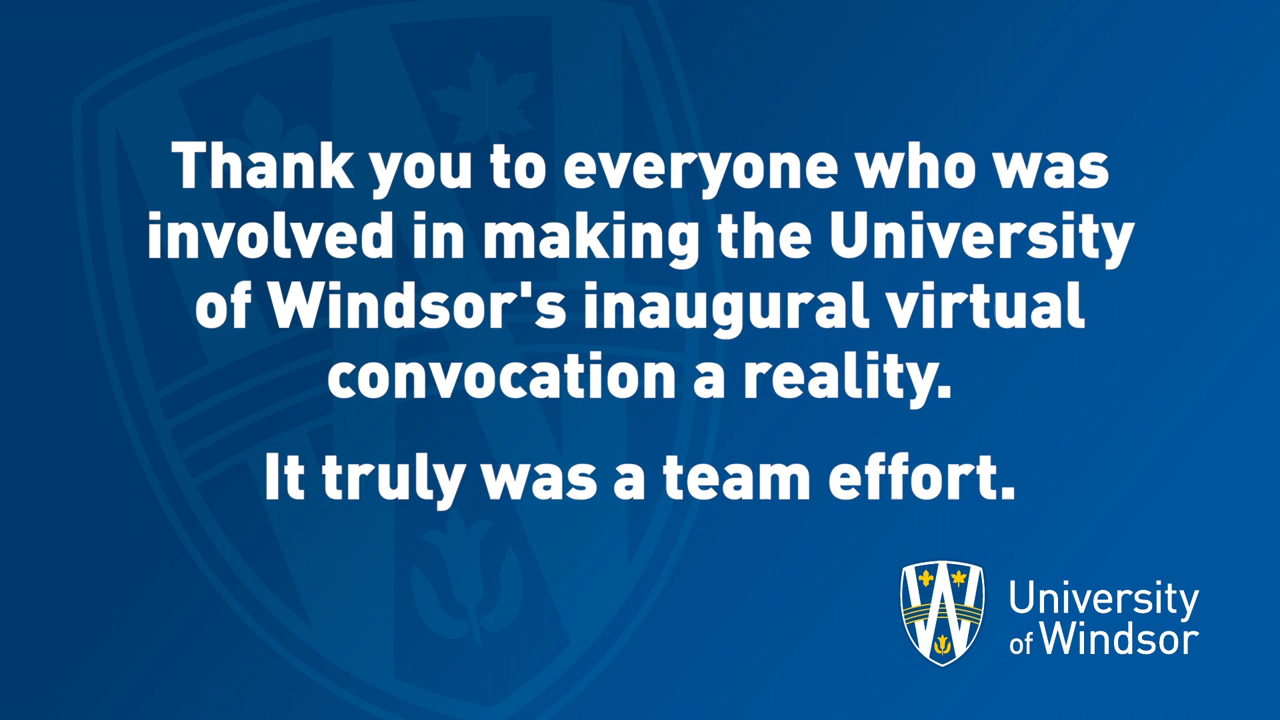 Thank you to everyone who was
involved in making the University
of Windsor's inaugural virtual
convocation a reality.
It truly was a team effort.
University
of Windsor